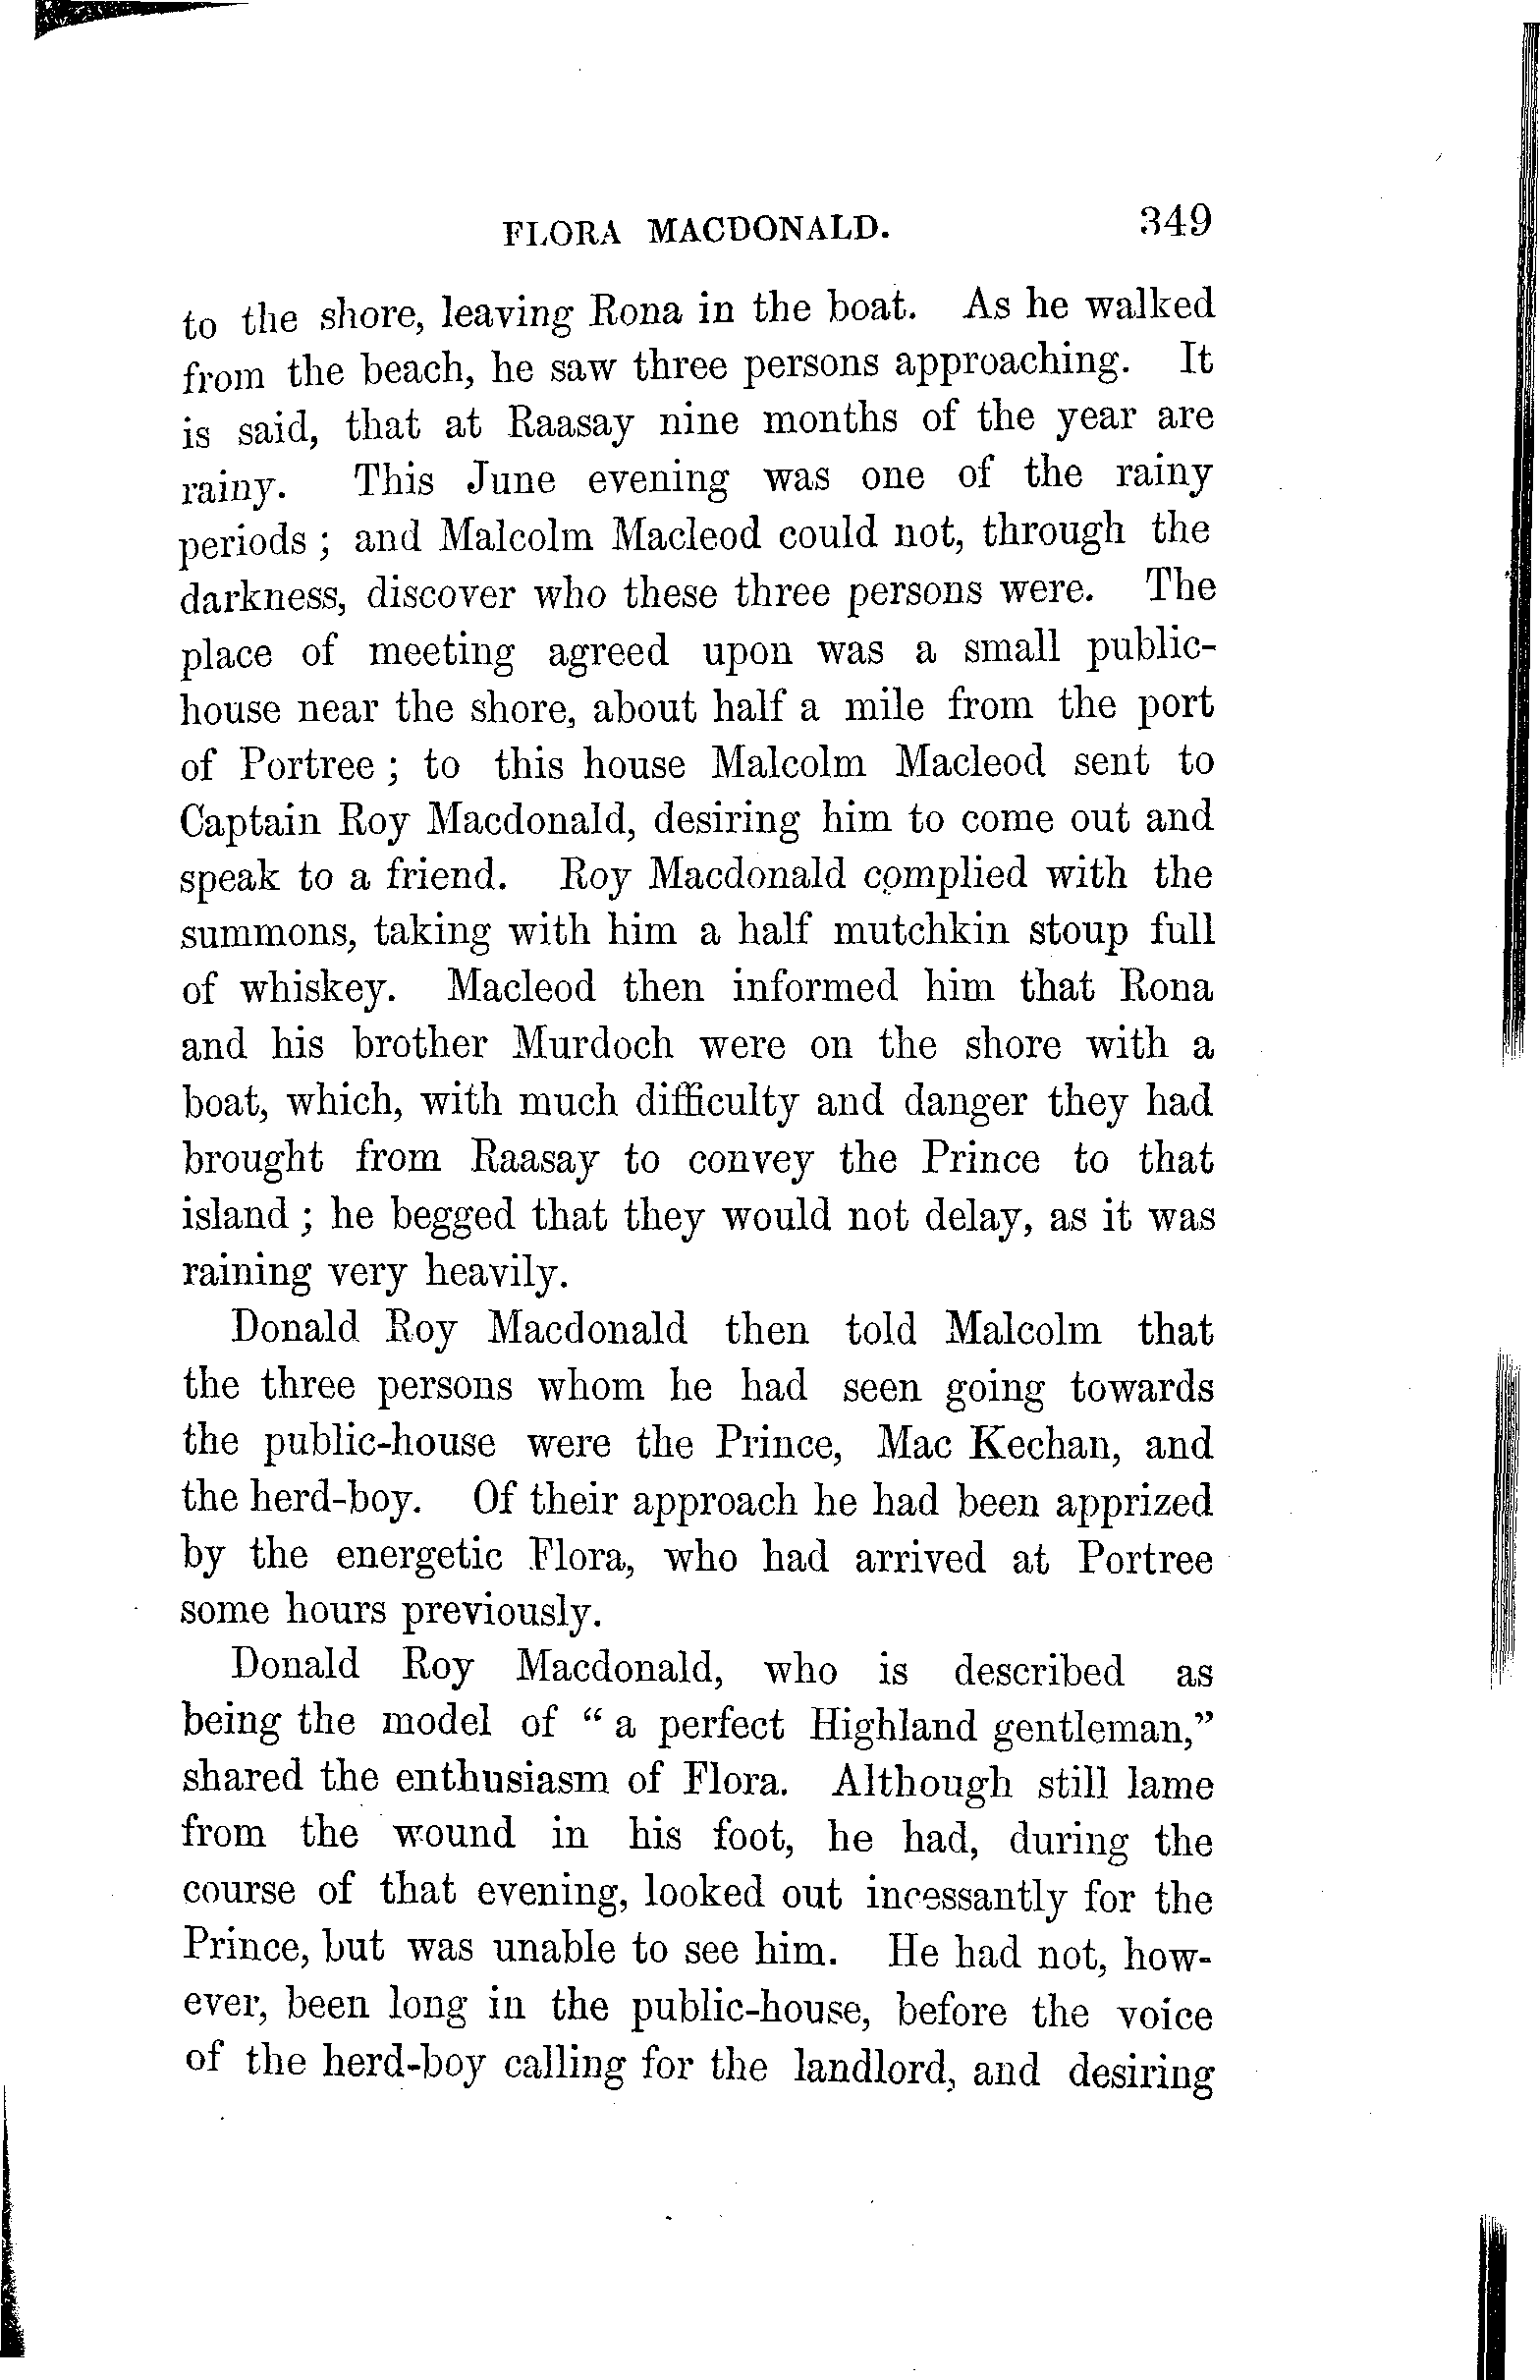 FLORA MACDONALD. 349
to the shore, leaving Rona in the boat. As he walked
from the beach, he saw three persons approaching. It
is said, that at Raasay nine months of the year are
rainy. This June evening was one of the rainy
periods ; and Malcolm Macleod could not, through the
darkness, discover who these three persons were. The
place of meeting agreed upon was a small public-
house near the shore, about half a mile from the port
of Portree ; to this house Malcolm Macleod sent to
Captain Roy Macdonald, desiring him to come out and
speak to a friend. Roy Macdonald complied with the
summons, taking with him a half mutchkin stoup full
of whiskey. Macleod then informed him that Rona
and his brother Murdoch were on the shore with a
boat, which, with much difficulty and danger they had
brought from Raasay to convey the Prince to that
island ; he begged that they would not delay, as it was
raining very heavily.
Donald Roy Macdonald then told Malcolm that
the three persons whom he had seen going towards
the public-house were the Prince, Mac Kechan, and
the herd-boy. Of their approach he had been apprized
by the energetic Flora, who had arrived at Portree
some hours previously.
Donald Roy Macdonald, who is described as
being the model of “ a perfect Highland gentleman,”
shared the enthusiasm of Flora. Although still lame
from the wound in his foot, he had, during the
course of that evening, looked out incessantly for the
Prince, but was unable to see him. He had not, how-
ever, been long in the public-house, before the voice
of the herd-boy calling for the landlord, and desiring